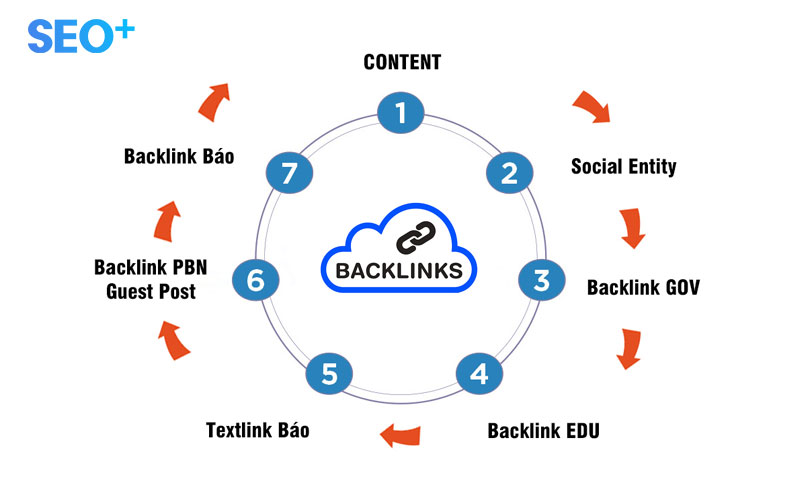 SEO+
CONTENT
1
2
Social Entity
3
Backlink GOV
4
Backlink EDU
5
Textlink Báo
6
Backlink PBN
Guest Post
7
Backlink Báo
BACKLINKS